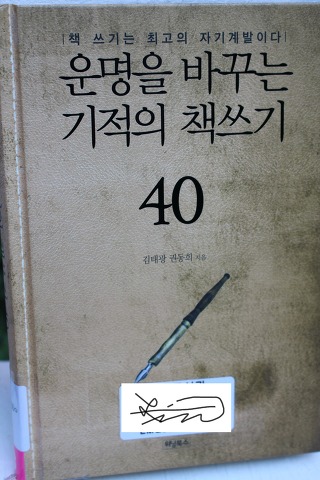 |책 쓰기는 최고의 자기계발이다|
운명을 바꾸는
기적의 책쓰기
40
김태광 권동희 지음